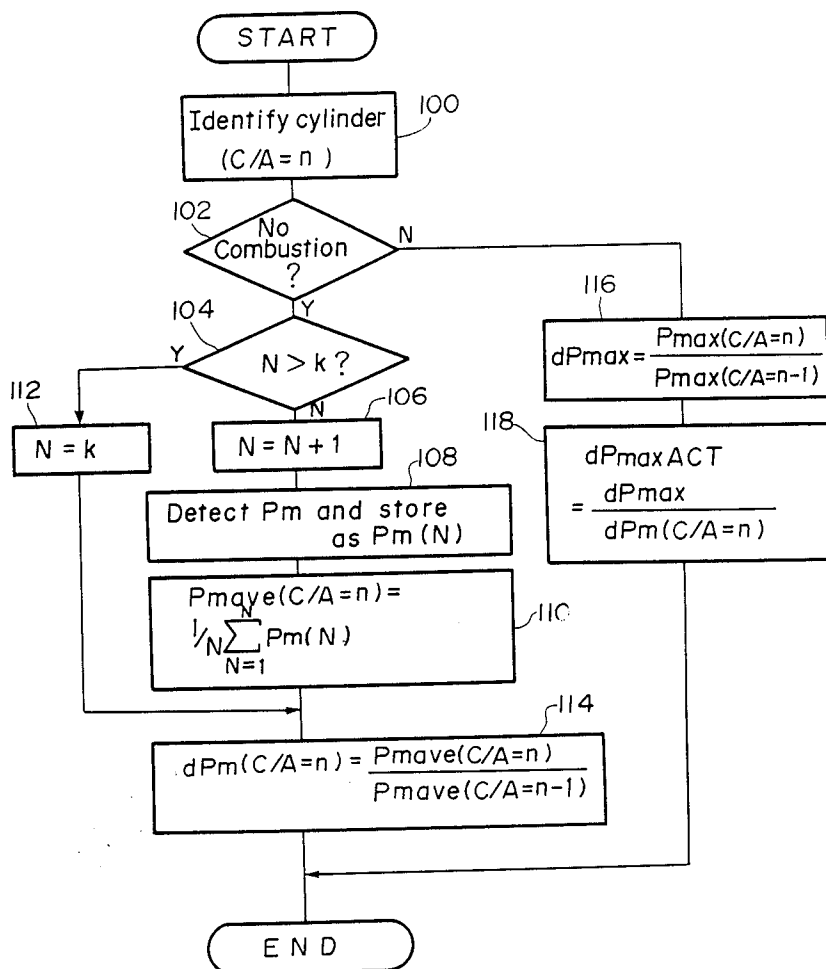 START
100
Identify cylinder
(C/A=n)
102
No
Combustion
?
N
Y
104
N > k ?
Y
N
112
N = k
106
N = N + 1
108
Detect Pm and store
as Pm (N)
110
Pmave(C/A=n)=
1/N Σ Pm(N)
N
N=1
114
dPm(C/A=n) = Pmave(C/A=n)
Pmave(C/A=n-1)
116
dPmax = Pmax(C/A=n)
Pmax(C/A=n-1)
118
dPmaxACT
= dPmax
dPm(C/A=n)
END